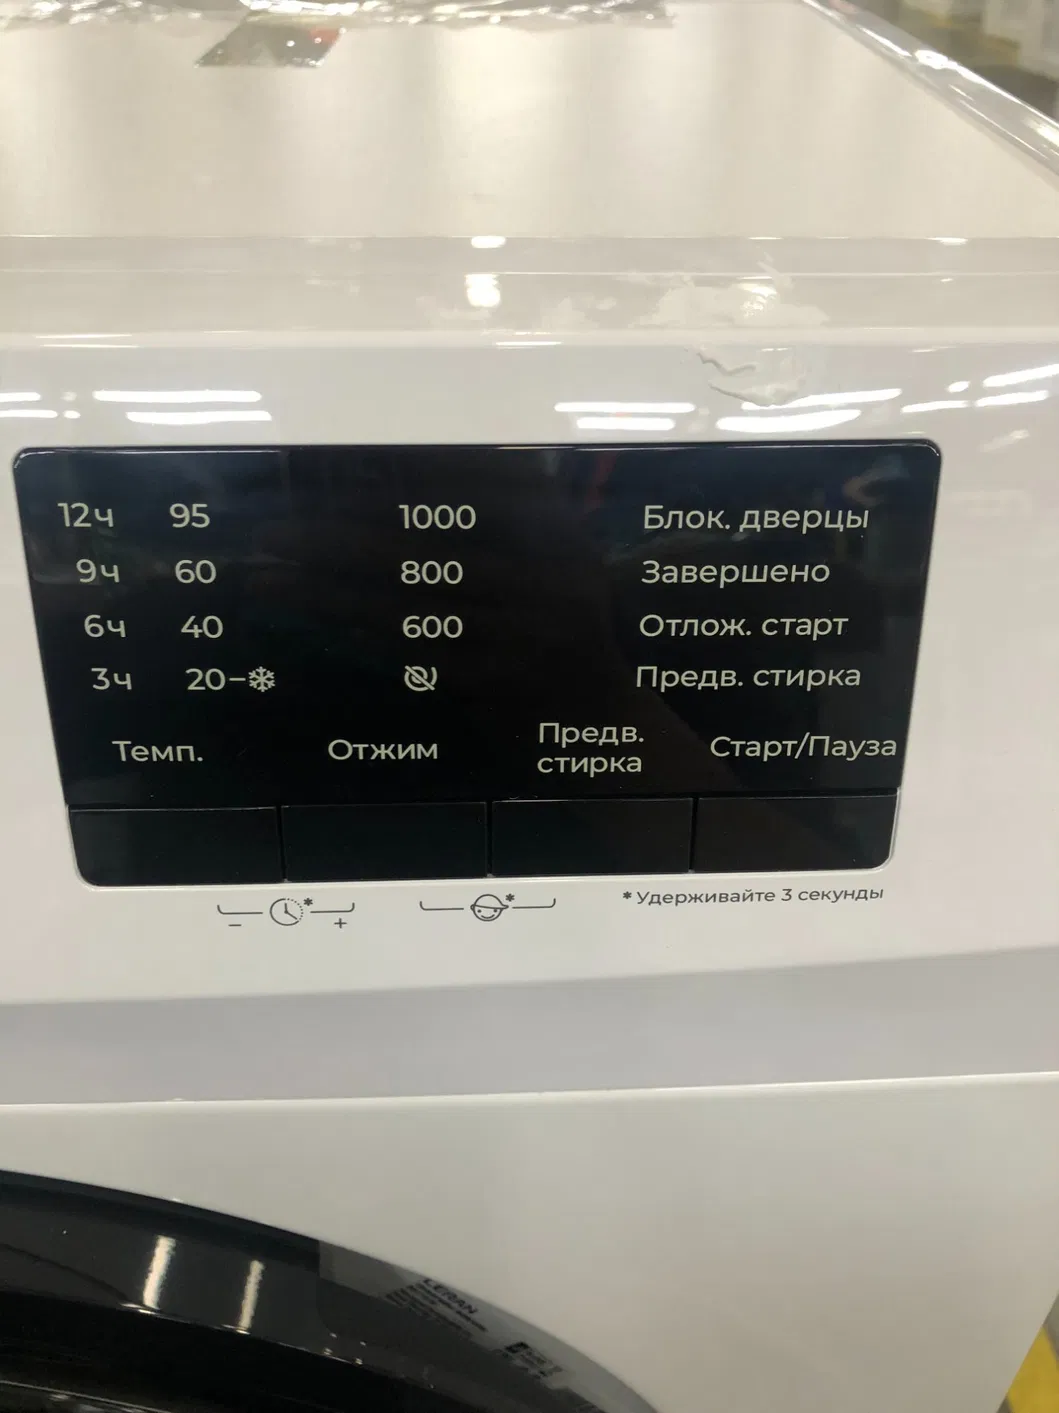 12ч 95 1000 Блок. дверцы
9ч 60 800 Завершено
6ч 40 600 Отлож. старт
3ч 20- Предв. стирка
Темп. Отжим Предв. стирка Старт/Пауза
- +
* * *Удерживайте 3 секунды
LERAN